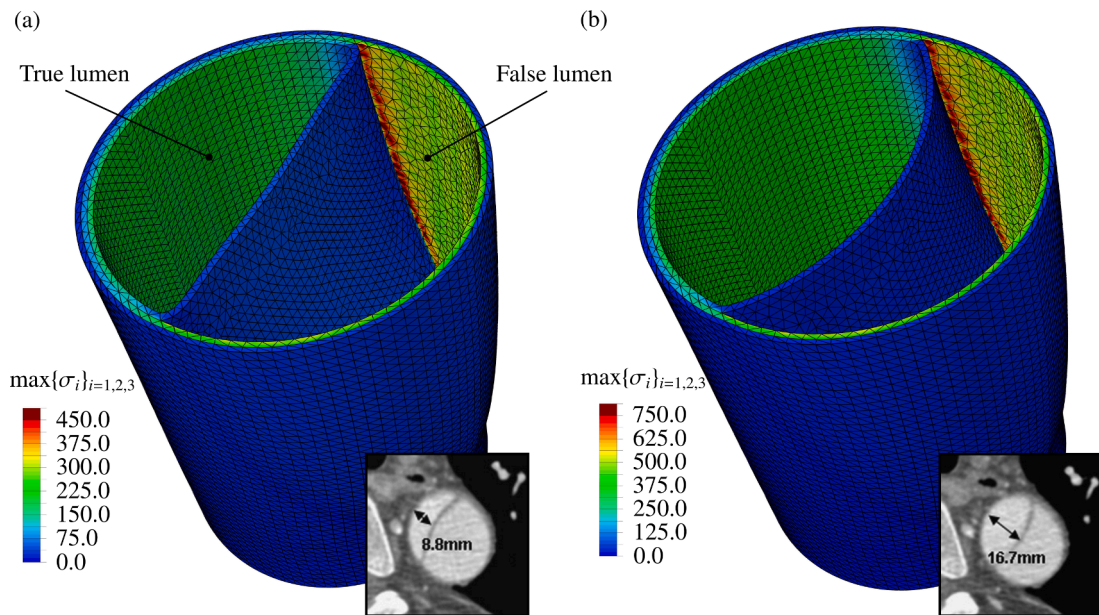 (a)
True lumen
False lumen
max{σᵢ}ᵢ₌₁,₂,₃
450.0
375.0
300.0
225.0
150.0
75.0
0.0
8.8mm
(b)
max{σᵢ}ᵢ₌₁,₂,₃
750.0
625.0
500.0
375.0
250.0
125.0
0.0
16.7mm